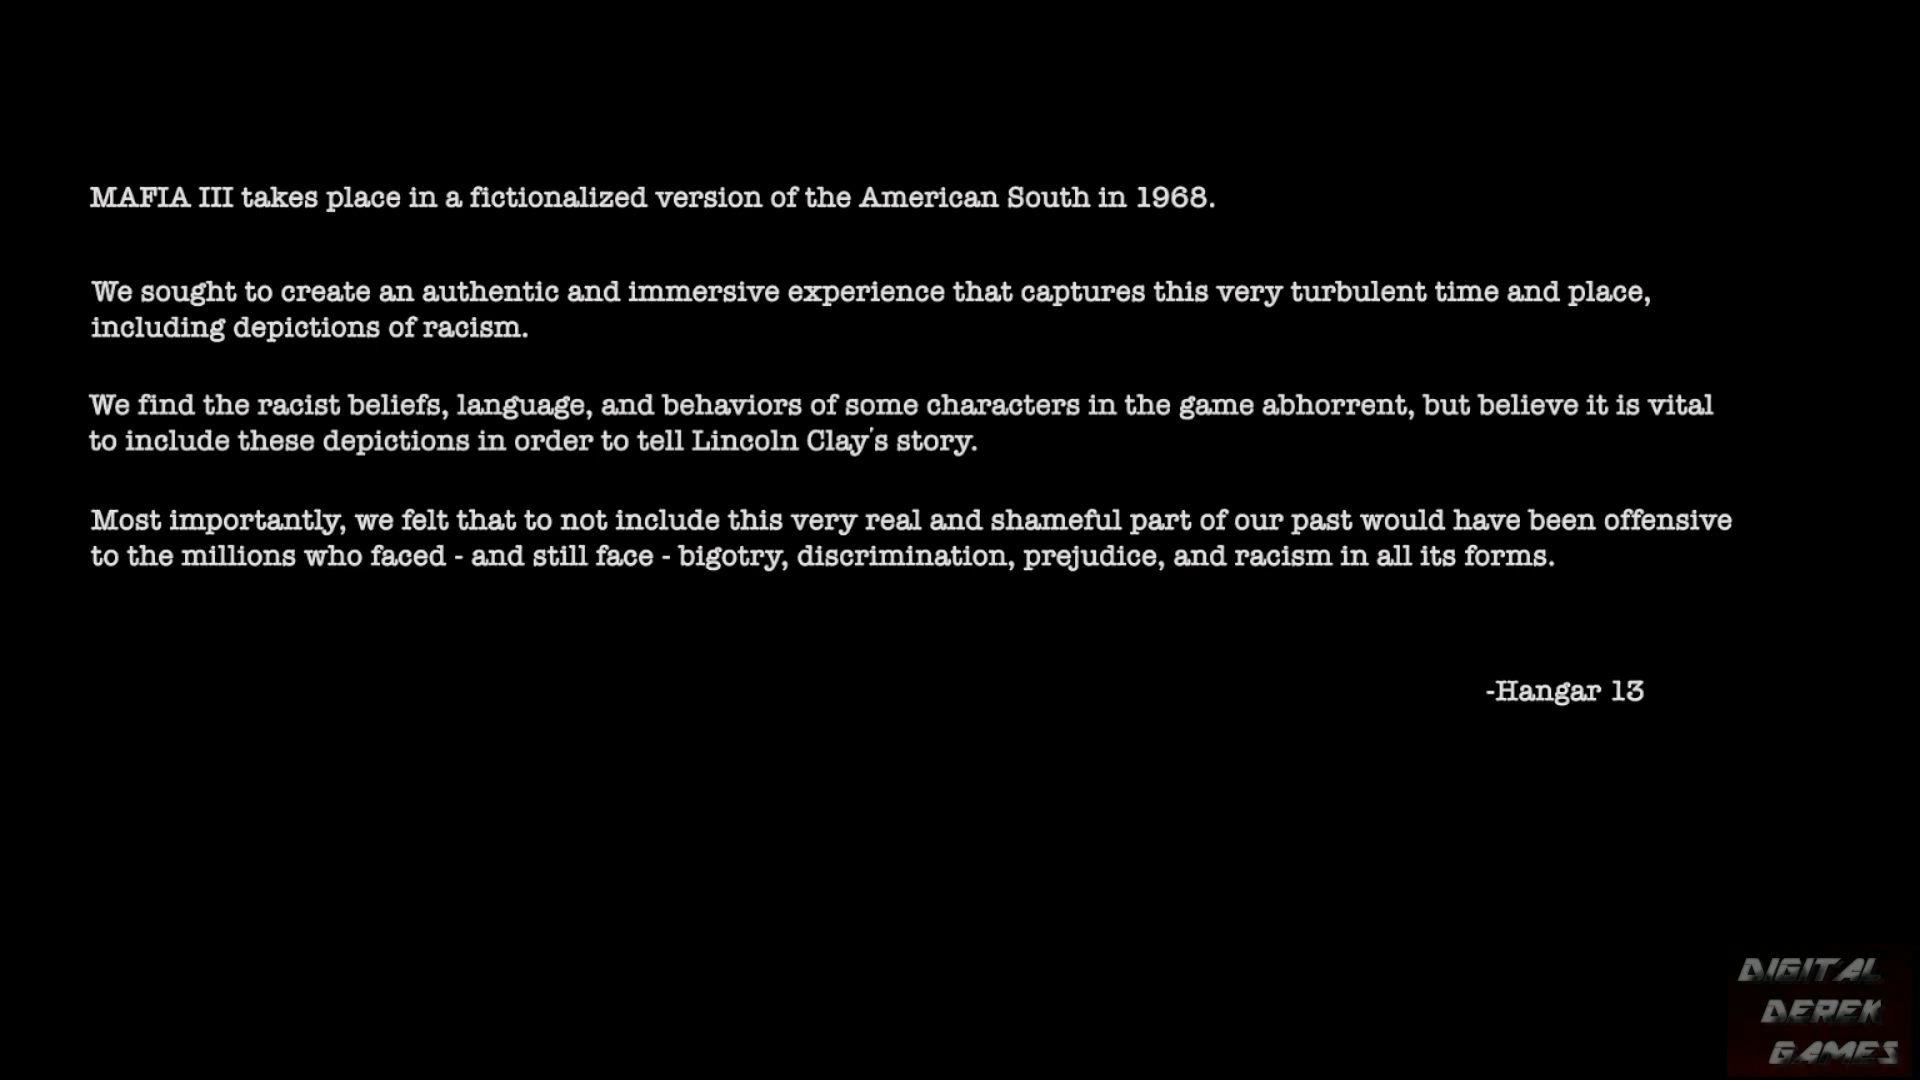 MAFIA III takes place in a fictionalized version of the American South in 1968.
We sought to create an authentic and immersive experience that captures this very turbulent time and place,
including depictions of racism.
We find the racist beliefs, language, and behaviors of some characters in the game abhorrent, but believe it is vital
to include these depictions in order to tell Lincoln Clay's story.
Most importantly, we felt that to not include this very real and shameful part of our past would have been offensive
to the millions who faced - and still face - bigotry, discrimination, prejudice, and racism in all its forms.
-Hangar 13
DIGITAL
DEREK
GAMES